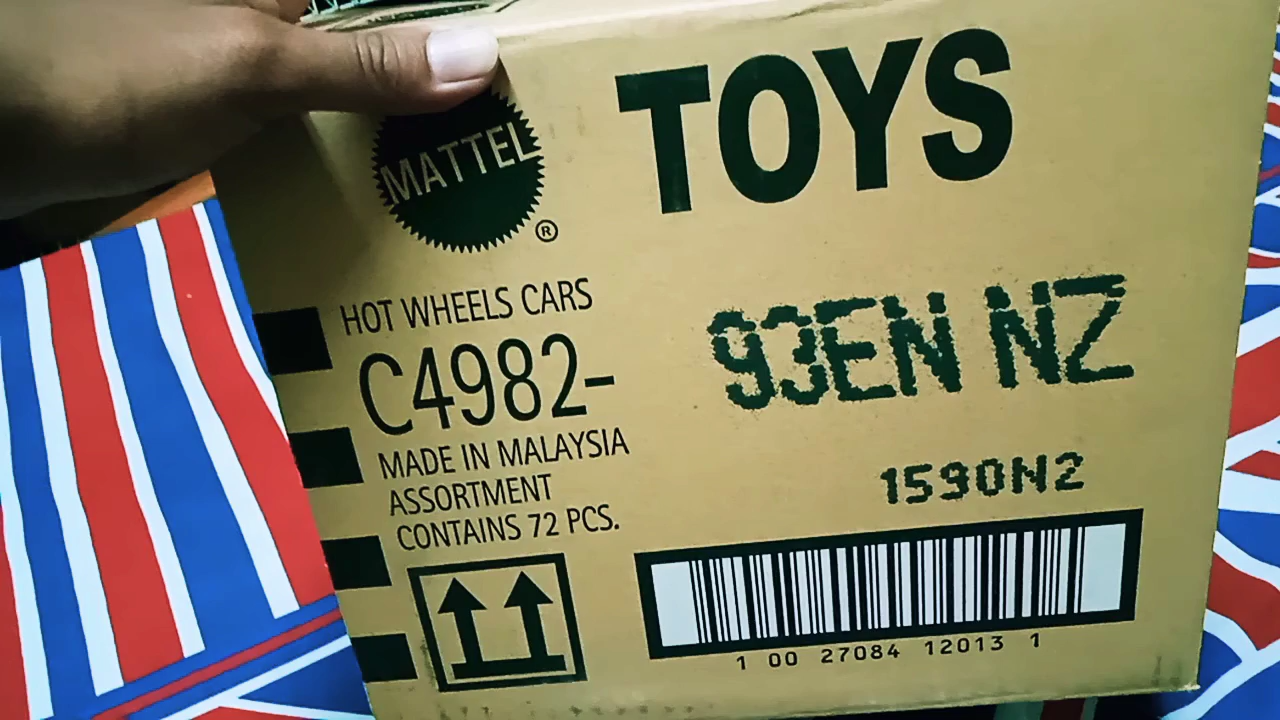 MATTEL
®
TOYS
HOT WHEELS CARS
C4982-
MADE IN MALAYSIA
ASSORTMENT
CONTAINS 72 PCS.
93EN NZ
1590N2
1 00 27084 12013 1